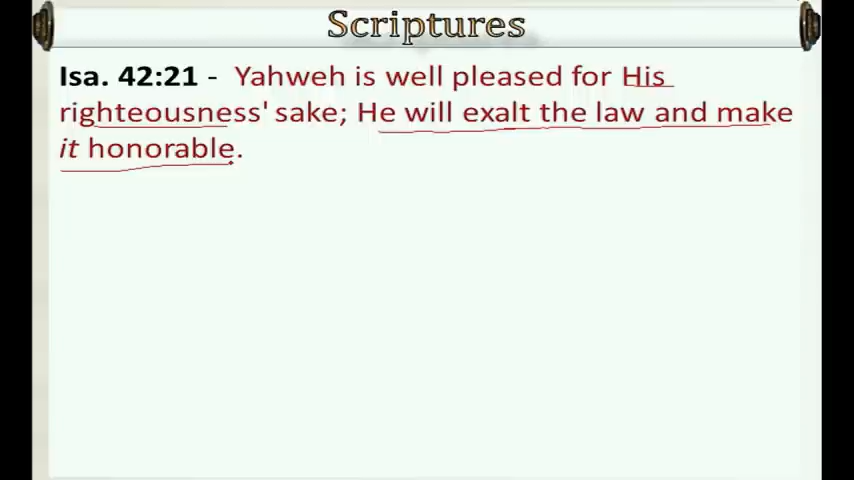 Scriptures
Isa. 42:21 - Yahweh is well pleased for His
righteousness' sake; He will exalt the law and make
it honorable.